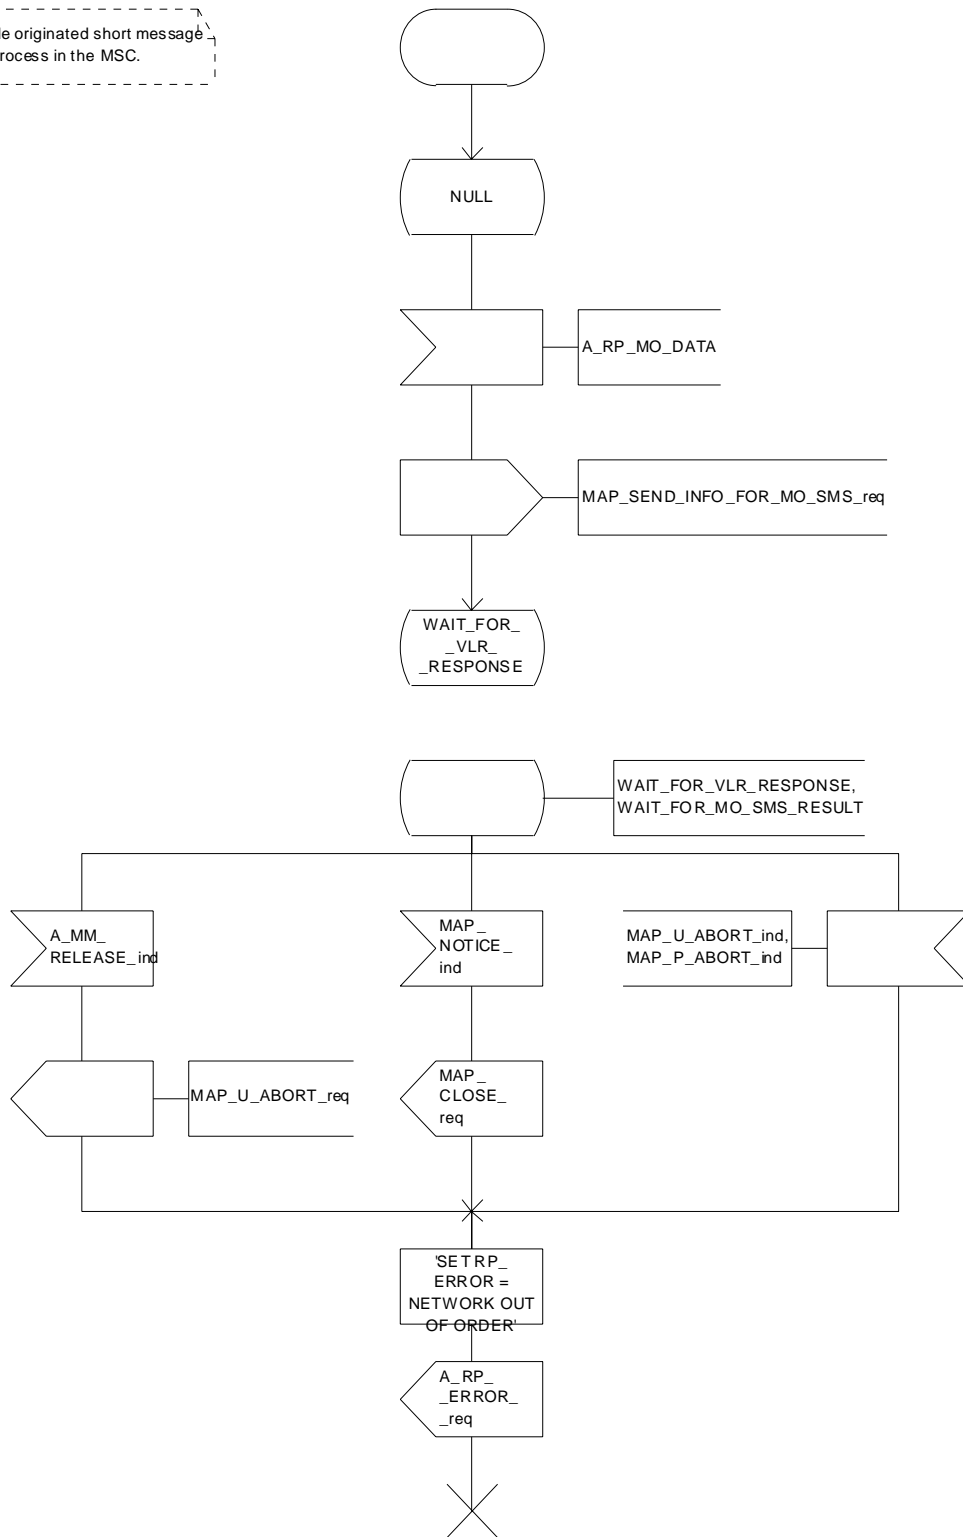 le originated short message
rocess in the MSC.
NULL
A_RP_MO_DATA
MAP_SEND_INFO_FOR_MO_SMS_req
WAIT_FOR_
_VLR_
_RESPONSE
WAIT_FOR_VLR_RESPONSE,
WAIT_FOR_MO_SMS_RESULT
A_MM_
RELEASE_ind
MAP_
NOTICE_
ind
MAP_U_ABORT_ind,
MAP_P_ABORT_ind
MAP_U_ABORT_req
MAP_
CLOSE_
req
'SET RP_
ERROR =
NETWORK OUT
OF ORDER'
A_RP_
_ERROR_
_req